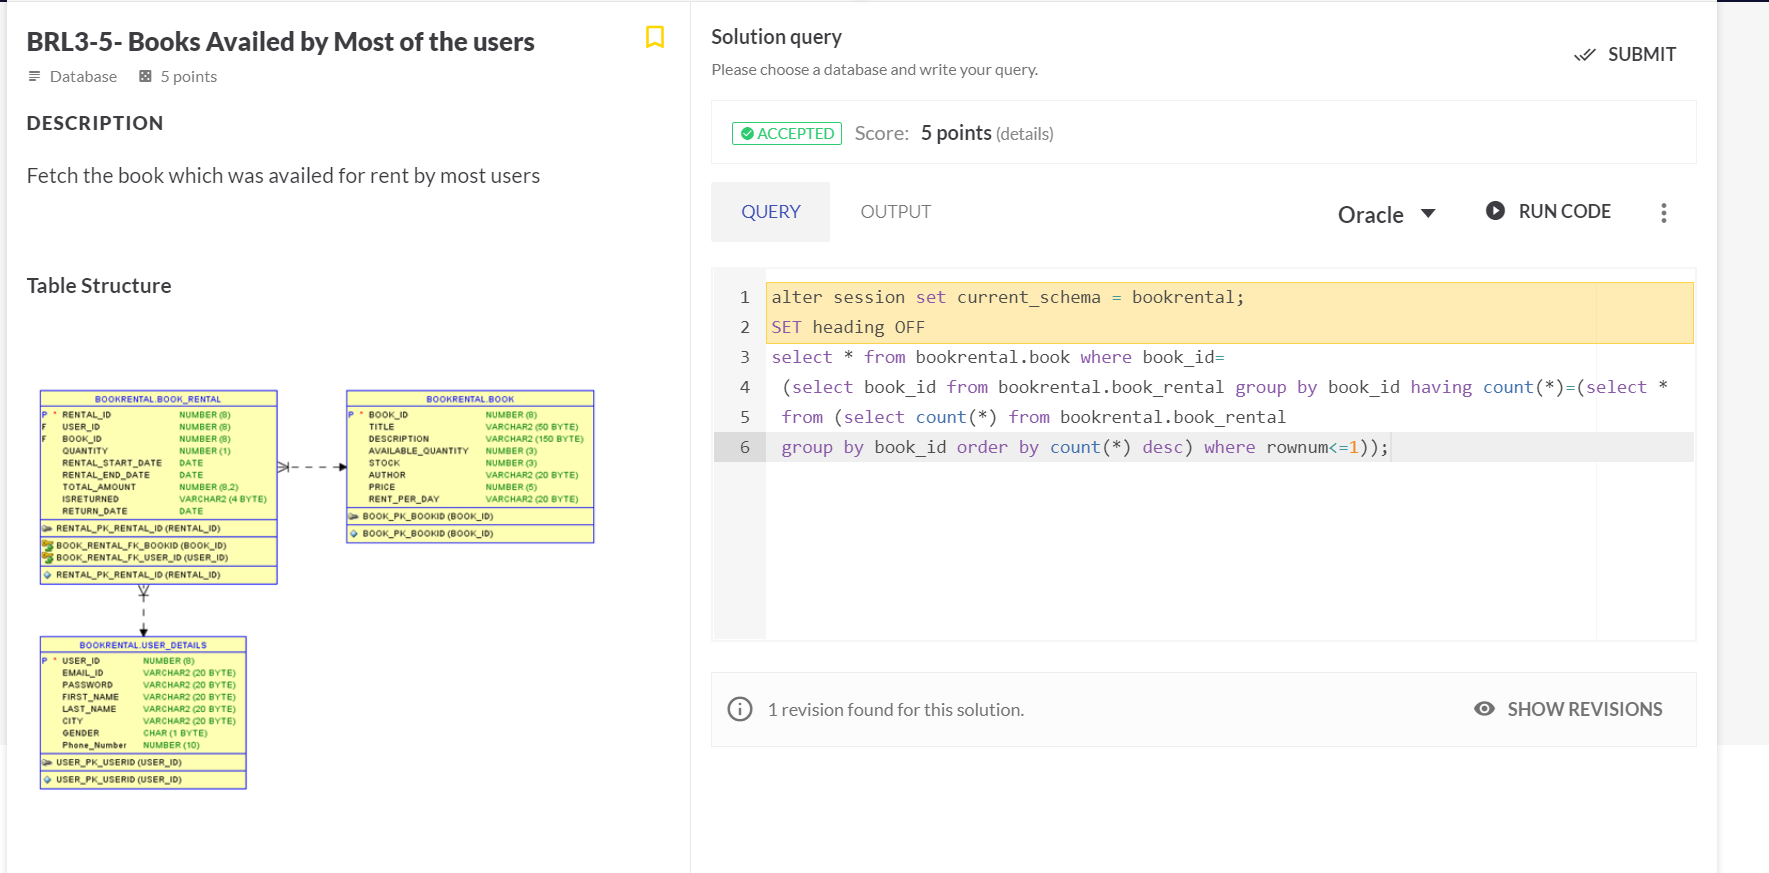 BRL3-5- Books Availed by Most of the users
Database 5 points
DESCRIPTION
Fetch the book which was availed for rent by most users
Table Structure
BOOKRENTAL.BOOK_RENTAL
P * RENTAL_ID NUMBER (8)
F USER_ID NUMBER (8)
F BOOK_ID NUMBER (8)
QUANTITY NUMBER (1)
RENTAL_START_DATE DATE
RENTAL_END_DATE DATE
TOTAL_AMOUNT NUMBER (8,2)
ISRETURNED VARCHAR2 (4 BYTE)
RETURN_DATE DATE
RENTAL_PK_RENTAL_ID (RENTAL_ID)
BOOK_RENTAL_FK_BOOKID (BOOK_ID)
BOOK_RENTAL_FK_USER_ID (USER_ID)
RENTAL_PK_RENTAL_ID (RENTAL_ID)
BOOKRENTAL.BOOK
P * BOOK_ID NUMBER (8)
TITLE VARCHAR2 (50 BYTE)
DESCRIPTION VARCHAR2 (150 BYTE)
AVAILABLE_QUANTITY NUMBER (3)
STOCK NUMBER (3)
AUTHOR VARCHAR2 (20 BYTE)
PRICE NUMBER (5)
RENT_PER_DAY VARCHAR2 (20 BYTE)
BOOK_PK_BOOKID (BOOK_ID)
BOOK_PK_BOOKID (BOOK_ID)
BOOKRENTAL.USER_DETAILS
P * USER_ID NUMBER (8)
EMAIL_ID VARCHAR2 (20 BYTE)
PASSWORD VARCHAR2 (20 BYTE)
FIRST_NAME VARCHAR2 (20 BYTE)
LAST_NAME VARCHAR2 (20 BYTE)
CITY VARCHAR2 (20 BYTE)
GENDER CHAR (1 BYTE)
Phone_Number NUMBER (10)
USER_PK_USERID (USER_ID)
USER_PK_USERID (USER_ID)
Solution query
Please choose a database and write your query.
SUBMIT
ACCEPTED Score: 5 points (details)
QUERY OUTPUT Oracle RUN CODE
1 alter session set current_schema = bookrental;
2 SET heading OFF
3 select * from bookrental.book where book_id=
4 (select book_id from bookrental.book_rental group by book_id having count(*)=(select *
5 from (select count(*) from bookrental.book_rental
6 group by book_id order by count(*) desc) where rownum<=1));
1 revision found for this solution. SHOW REVISIONS